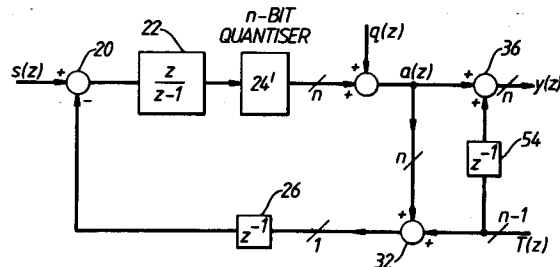 n-BIT
QUANTISER
22
20
s(z)
+
-
z
z-1
24'
n
q(z)
+
+
a(z)
36
+
+
n
y(z)
z⁻¹
54
n
26
z⁻¹
1
+
+
32
n-1
T(z)